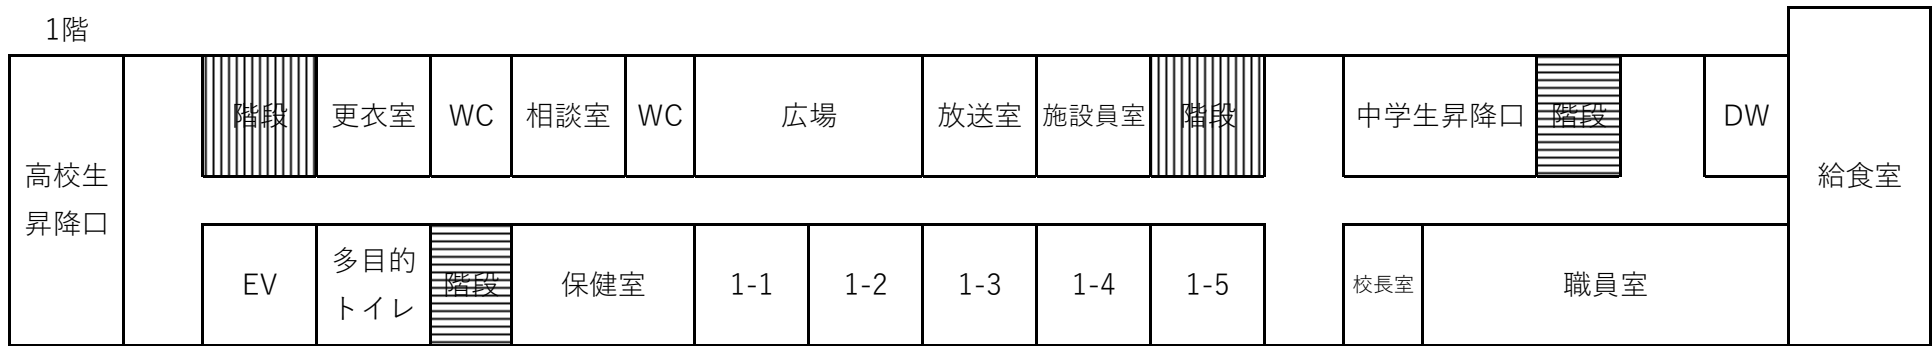 1階
高校生
昇降口
階段
更衣室
WC
相談室
WC
広場
放送室
施設員室
階段
中学生昇降口
階段
DW
給食室
EV
多目的
トイレ
階段
保健室
1-1
1-2
1-3
1-4
1-5
校長室
職員室